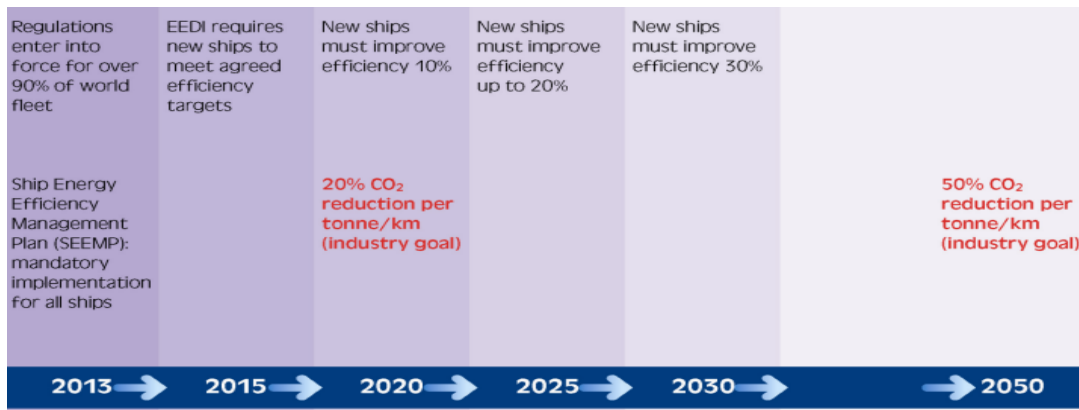 Regulations
enter into
force for over
90% of world
fleet
EEDI requires
new ships to
meet agreed
efficiency
targets
New ships
must improve
efficiency 10%
New ships
must improve
efficiency
up to 20%
New ships
must improve
efficiency 30%
Ship Energy
Efficiency
Management
Plan (SEEMP):
mandatory
implementation
for all ships
20% CO₂
reduction per
tonne/km
(industry goal)
50% CO₂
reduction per
tonne/km
(industry goal)
2013 2015 2020 2025 2030 2050